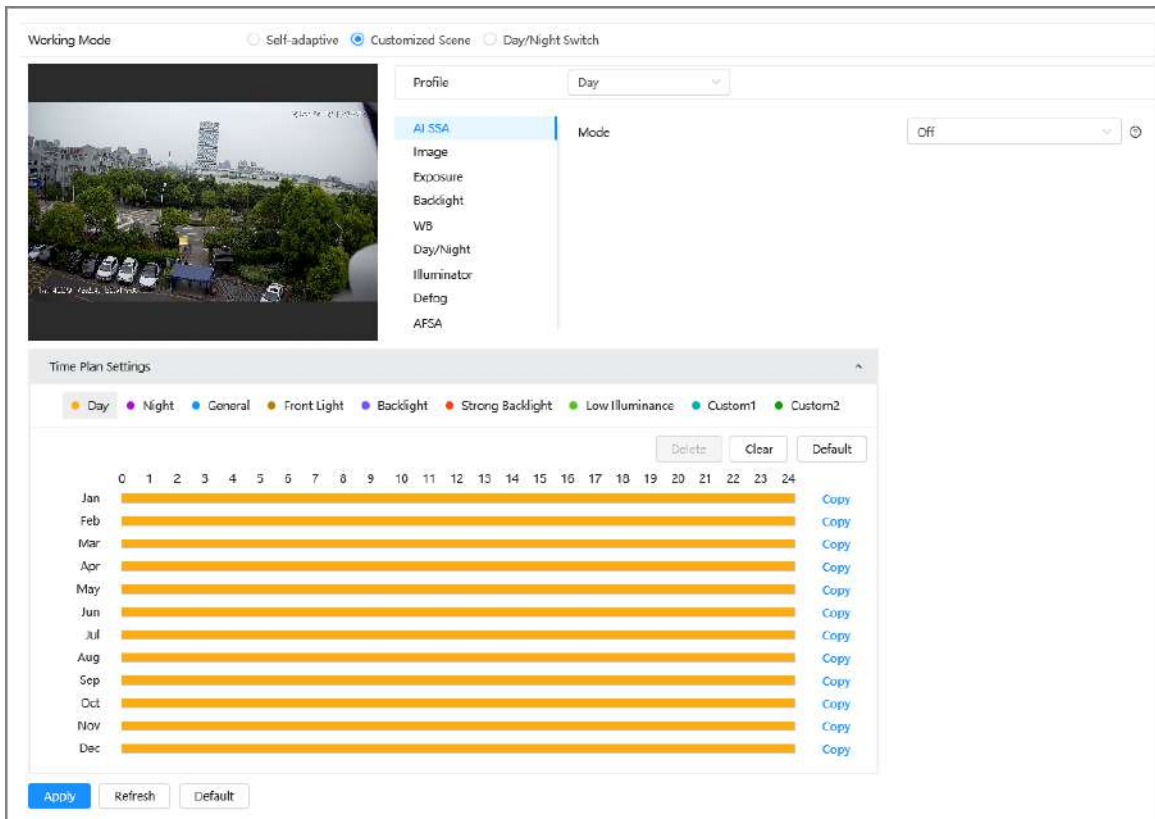 Working Mode Self-adaptive Customized Scene Day/Night Switch
Profile Day
AI SSA Mode Off
Image
Exposure
Backlight
WB
Day/Night
Illuminator
Defog
AFSA
Time Plan Settings
Day Night General Front Light Backlight Strong Backlight Low Illuminance Custom1 Custom2
Delete Clear Default
0 1 2 3 4 5 6 7 8 9 10 11 12 13 14 15 16 17 18 19 20 21 22 23 24
Jan Copy
Feb Copy
Mar Copy
Apr Copy
May Copy
Jun Copy
Jul Copy
Aug Copy
Sep Copy
Oct Copy
Nov Copy
Dec Copy
Apply Refresh Default